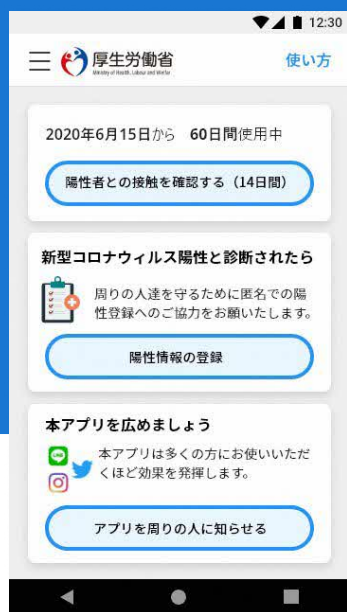 12:30
厚生労働省
Ministry of Health, Labour and Welfare
使い方
2020年6月15日から 60日間使用中
陽性者との接触を確認する（14日間）
新型コロナウィルス陽性と診断されたら
周りの人達を守るために匿名での陽
性登録へのご協力をお願いいたします。
陽性情報の登録
本アプリを広めましょう
本アプリは多くの方にお使いいただ
くほど効果を発揮します。
アプリを周りの人に知らせる